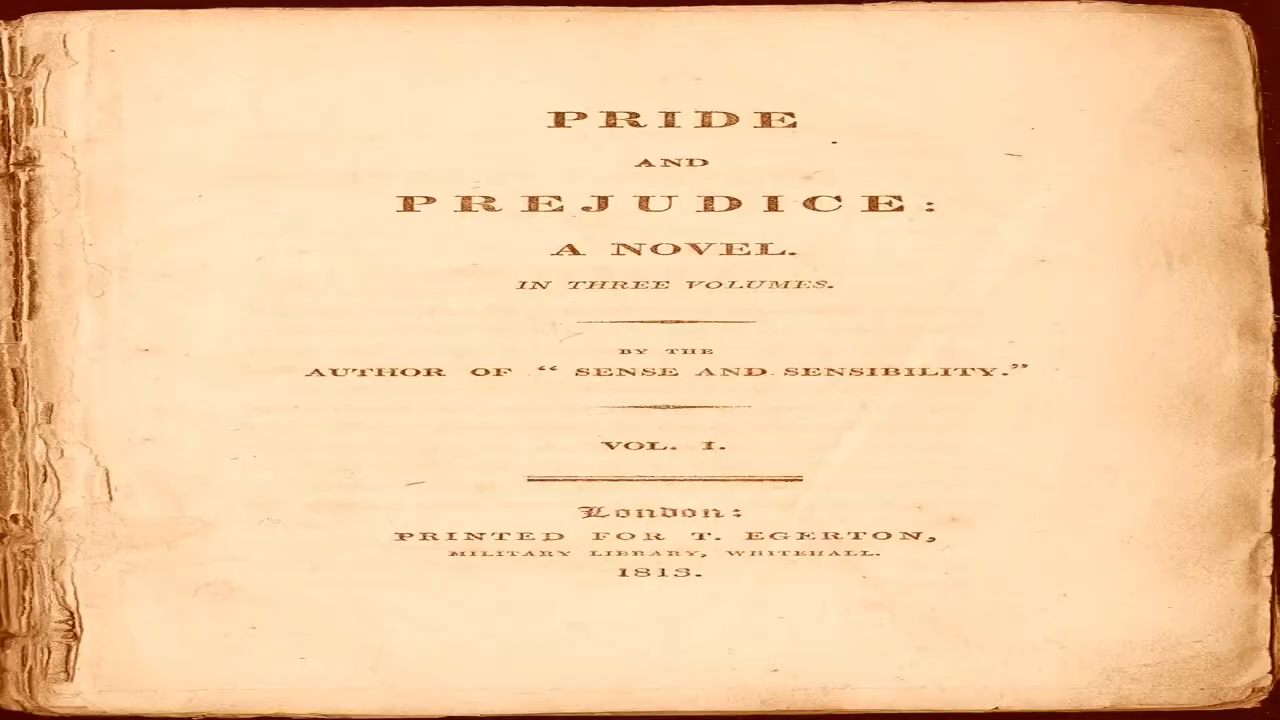 PRIDE
AND
PREJUDICE:
A NOVEL.
IN THREE VOLUMES.
BY THE
AUTHOR OF “ SENSE AND SENSIBILITY.”
VOL. I.
London:
PRINTED FOR T. EGERTON,
MILITARY LIBRARY, WHITEHALL.
1813.